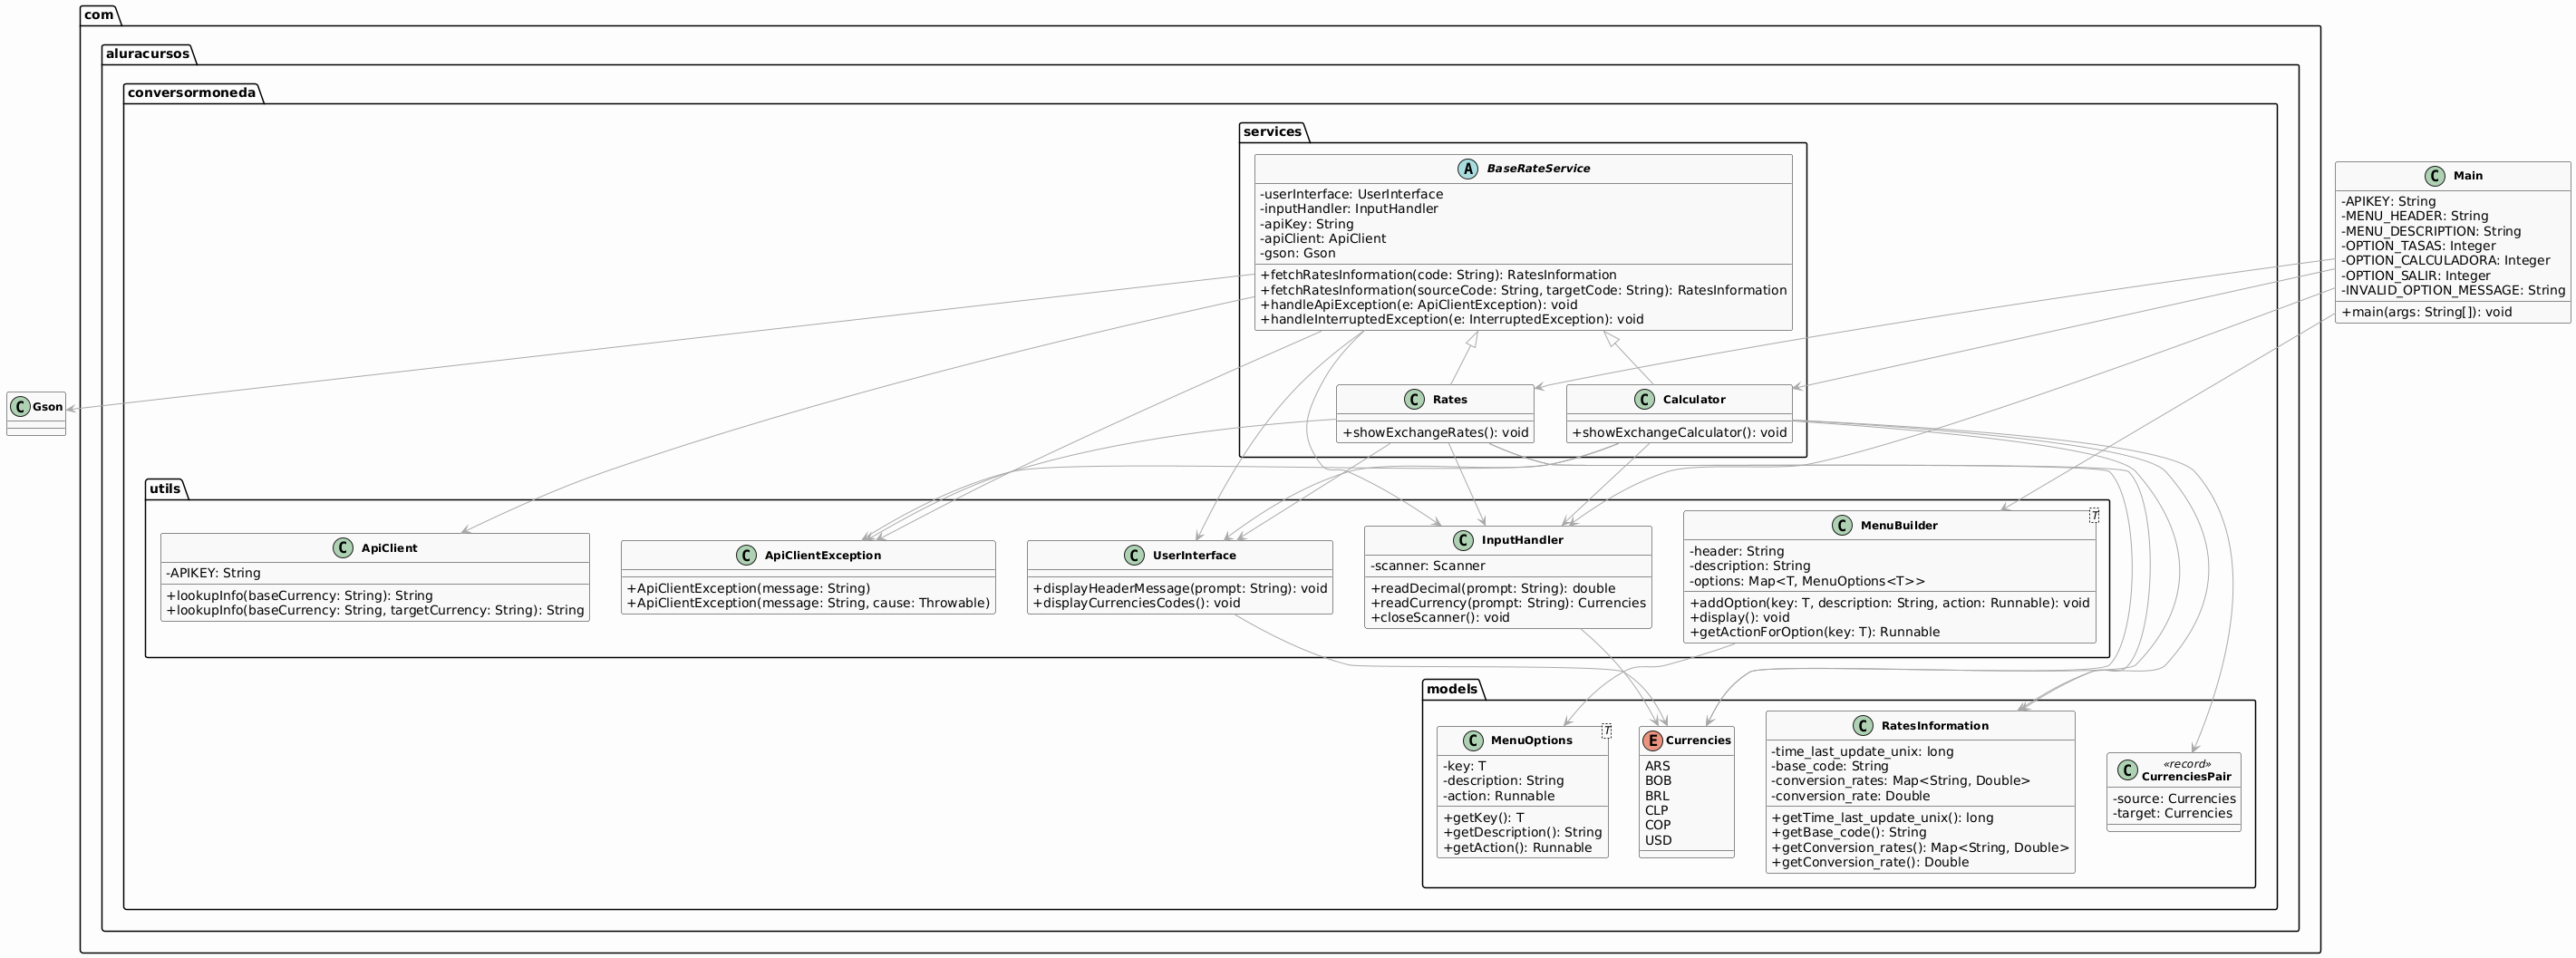 com
aluracursos
conversormoneda
services
A BaseRateService
-userInterface: UserInterface
-inputHandler: InputHandler
-apiKey: String
-apiClient: ApiClient
-gson: Gson
+fetchRatesInformation(code: String): RatesInformation
+fetchRatesInformation(sourceCode: String, targetCode: String): RatesInformation
+handleApiException(e: ApiClientException): void
+handleInterruptedException(e: InterruptedException): void
C Main
-APIKEY: String
-MENU_HEADER: String
-MENU_DESCRIPTION: String
-OPTION_TASAS: Integer
-OPTION_CALCULADORA: Integer
-OPTION_SALIR: Integer
-INVALID_OPTION_MESSAGE: String
+main(args: String[]): void
C Gson
C Rates
+showExchangeRates(): void
C Calculator
+showExchangeCalculator(): void
utils
C ApiClient
-APIKEY: String
+lookupInfo(baseCurrency: String): String
+lookupInfo(baseCurrency: String, targetCurrency: String): String
C ApiClientException
+ApiClientException(message: String)
+ApiClientException(message: String, cause: Throwable)
C UserInterface
+displayHeaderMessage(prompt: String): void
+displayCurrenciesCodes(): void
C InputHandler
-scanner: Scanner
+readDecimal(prompt: String): double
+readCurrency(prompt: String): Currencies
+closeScanner(): void
C MenuBuilder
T
-header: String
-description: String
-options: Map<T, MenuOptions<T>>
+addOption(key: T, description: String, action: Runnable): void
+display(): void
+getActionForOption(key: T): Runnable
models
C MenuOptions
T
-key: T
-description: String
-action: Runnable
+getKey(): T
+getDescription(): String
+getAction(): Runnable
E Currencies
ARS
BOB
BRL
CLP
COP
USD
C RatesInformation
-time_last_update_unix: long
-base_code: String
-conversion_rates: Map<String, Double>
-conversion_rate: Double
+getTime_last_update_unix(): long
+getBase_code(): String
+getConversion_rates(): Map<String, Double>
+getConversion_rate(): Double
«record»
C CurrenciesPair
-source: Currencies
-target: Currencies